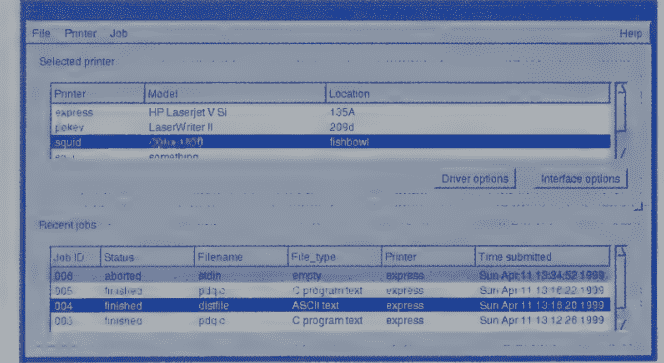 File Printer Job Help
Selected printer
Printer Model Location
express HP Laserjet V Si 135A
pokey LaserWriter II 209d
squid fishbowl
something
Driver options Interface options
Recent jobs
Job ID Status Filename File_type Printer Time submitted
006 aborted stdin empty express Sun Apr 11 13:24:52 1999
005 finished pdq.c C program text express Sun Apr 11 13:16:20 1999
004 finished distfile ASCII text express Sun Apr 11 13:16:20 1999
003 finished pdq.c C program text express Sun Apr 11 13:12:26 1999